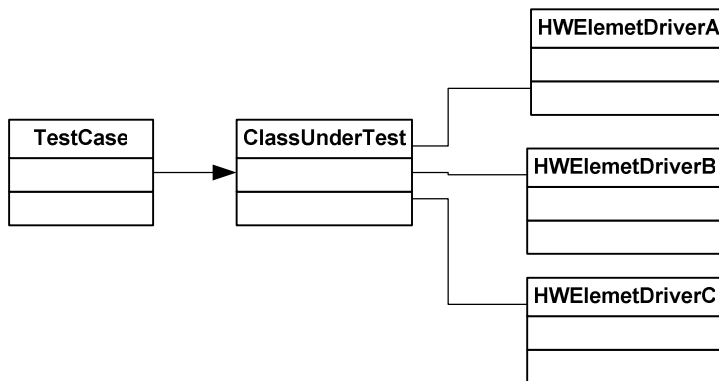 HWElemetDriverA
TestCase
ClassUnderTest
HWElemetDriverB
HWElemetDriverC